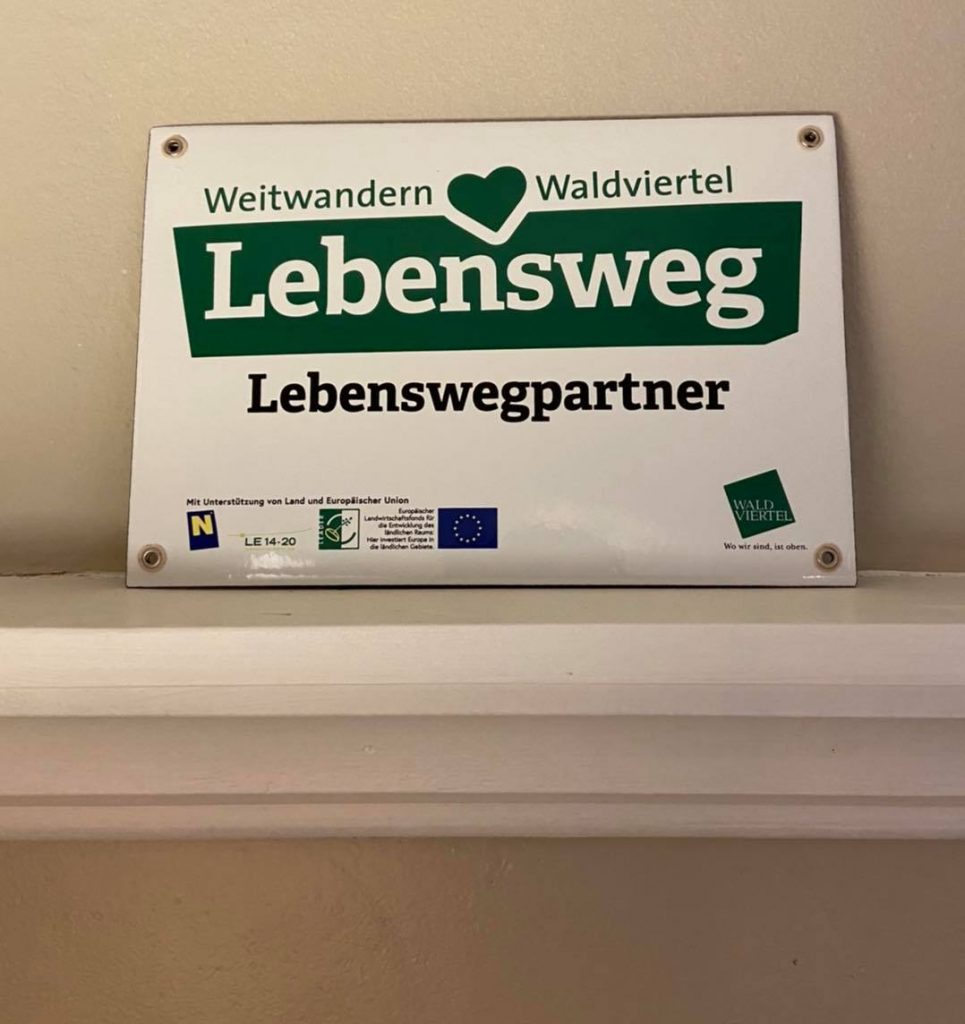 Weitwandern Waldviertel
Lebensweg
Lebenswegpartner
Mit Unterstützung von Land und Europäischer Union
N
LE 14-20
LEADER
Europäischer
Landwirtschaftsfonds für
die Entwicklung des
ländlichen Raums:
Hier investiert Europa in
die ländlichen Gebiete.
WALD
VIERTEL
Wo wir sind, ist oben.